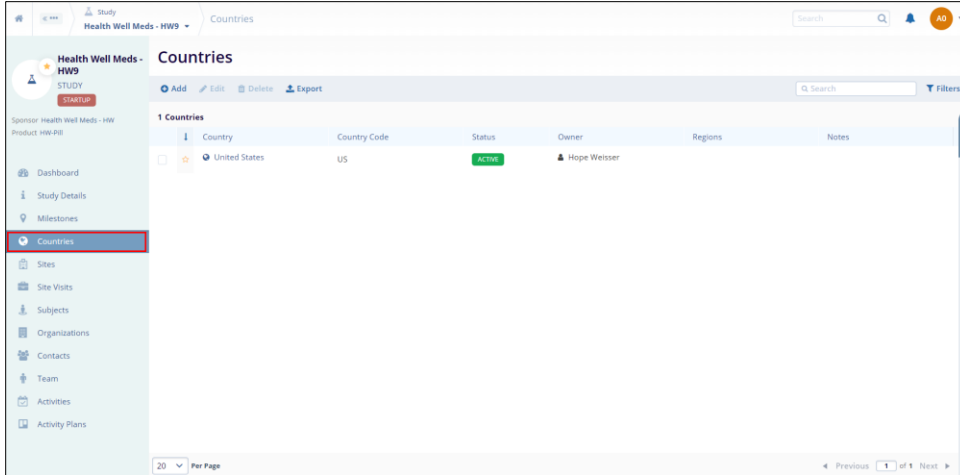 Study
Health Well Meds - HW9
Countries
Search
A0
Health Well Meds -
HW9
STUDY
STARTUP
Sponsor Health Well Meds - HW
Product HW-Pill
Dashboard
Study Details
Milestones
Countries
Sites
Site Visits
Subjects
Organizations
Contacts
Team
Activities
Activity Plans
Countries
Add Edit Delete Export
Search
Filters
1 Countries
Country Country Code Status Owner Regions Notes
United States US ACTIVE Hope Weisser
20 Per Page
Previous 1 of 1 Next